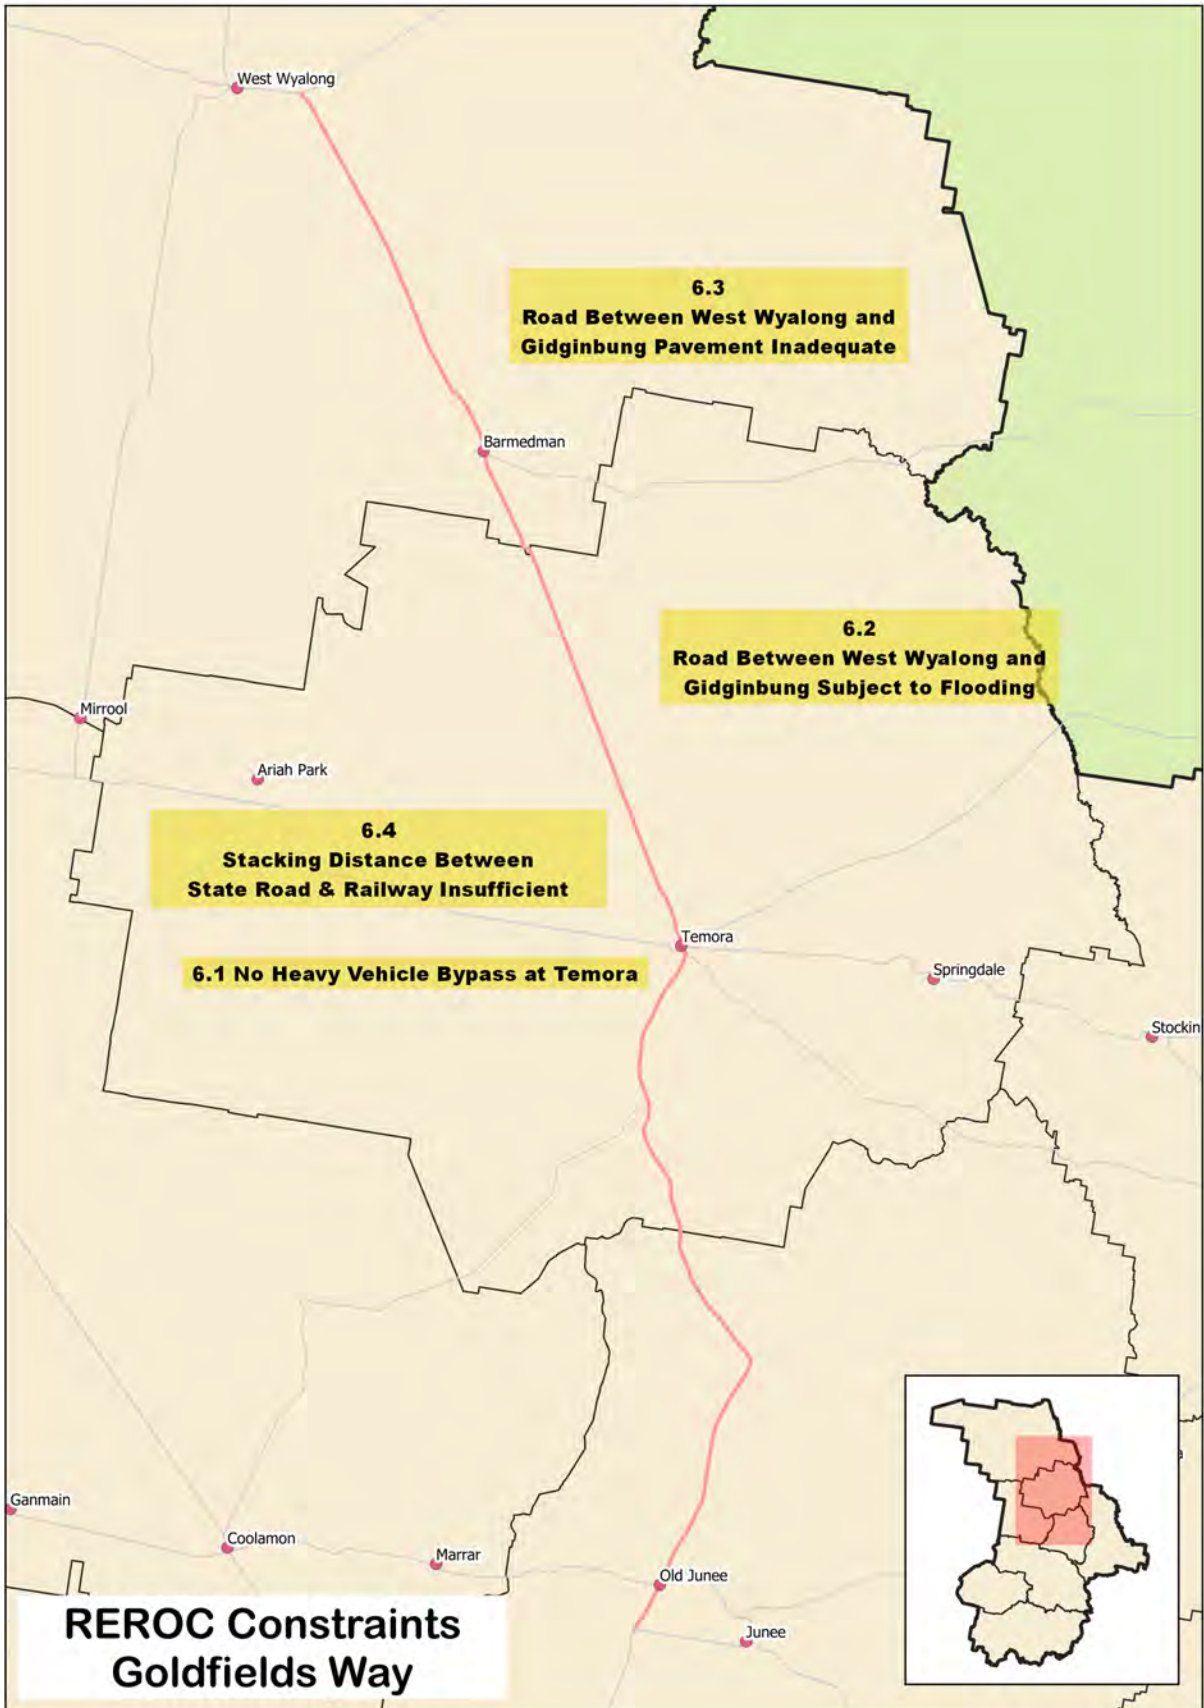 West Wyalong
6.3
Road Between West Wyalong and
Gidginbung Pavement Inadequate
Barmedman
6.2
Road Between West Wyalong and
Gidginbung Subject to Flooding
Mirrool
Ariah Park
6.4
Stacking Distance Between
State Road & Railway Insufficient
Temora
6.1 No Heavy Vehicle Bypass at Temora
Springdale
Stockin
Ganmain
Coolamon
Marrar
Old Junee
Junee
REROC Constraints
Goldfields Way